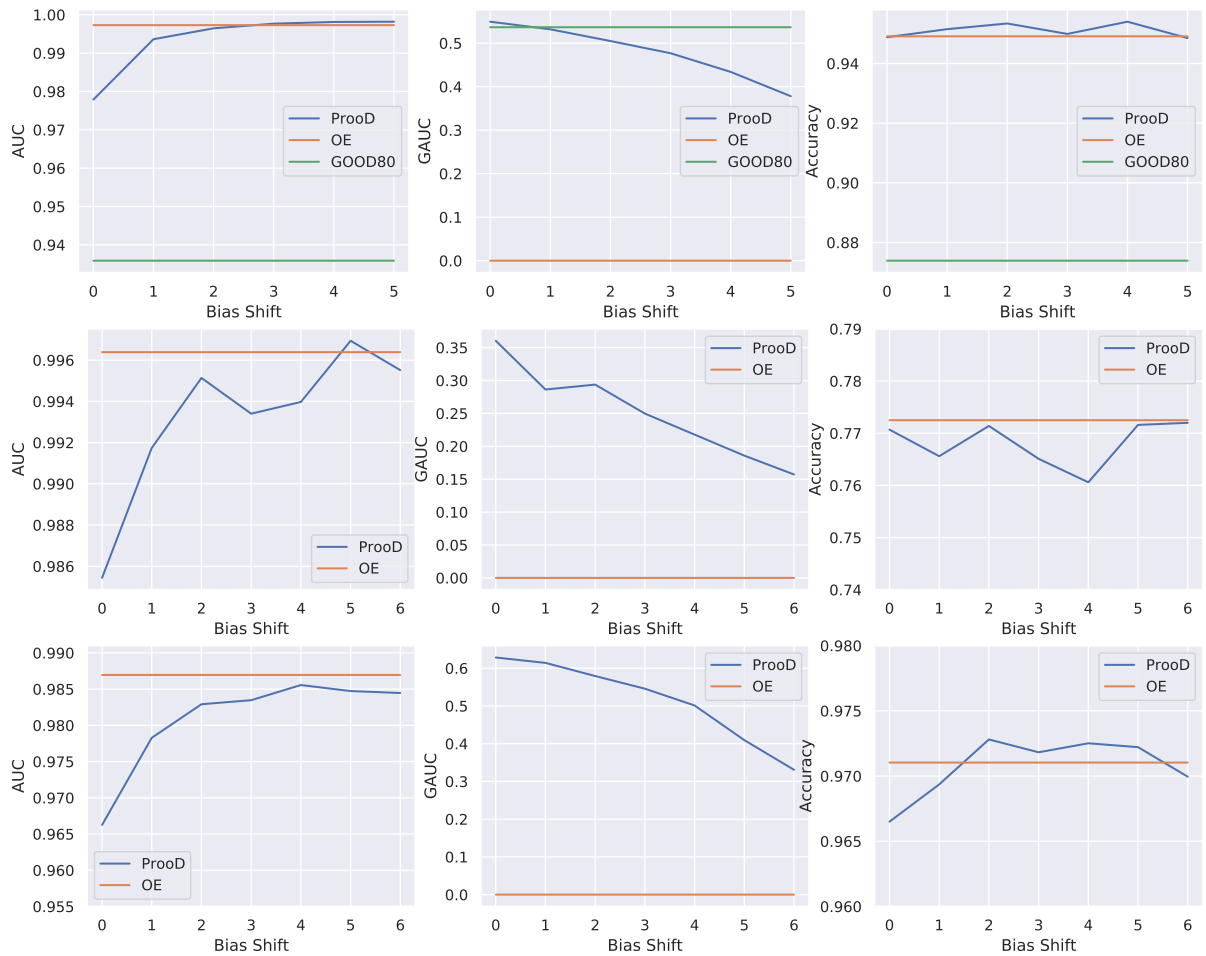 1.00
0.99
0.98
0.97
0.96
0.95
0.94
AUC
ProoD
OE
GOOD80
0 1 2 3 4 5
Bias Shift
0.5
0.4
0.3
0.2
0.1
0.0
GAUC
ProoD
OE
GOOD80
0 1 2 3 4 5
Bias Shift
0.94
0.92
0.90
0.88
Accuracy
ProoD
OE
GOOD80
0 1 2 3 4 5
Bias Shift
0.996
0.994
0.992
0.990
0.988
0.986
AUC
ProoD
OE
0 1 2 3 4 5 6
Bias Shift
0.35
0.30
0.25
0.20
0.15
0.10
0.05
0.00
GAUC
ProoD
OE
0 1 2 3 4 5 6
Bias Shift
0.79
0.78
0.77
0.76
0.75
0.74
Accuracy
ProoD
OE
0 1 2 3 4 5 6
Bias Shift
0.990
0.985
0.980
0.975
0.970
0.965
0.960
0.955
AUC
ProoD
OE
0 1 2 3 4 5 6
Bias Shift
0.6
0.5
0.4
0.3
0.2
0.1
0.0
GAUC
ProoD
OE
0 1 2 3 4 5 6
Bias Shift
0.980
0.975
0.970
0.965
0.960
Accuracy
ProoD
OE
0 1 2 3 4 5 6
Bias Shift